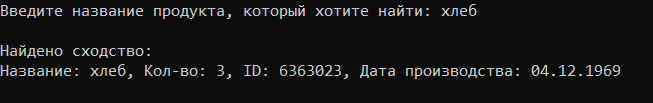 Введите название продукта, который хотите найти: хлеб
Найдено сходство:
Название: хлеб, Кол-во: 3, ID: 6363023, Дата производства: 04.12.1969